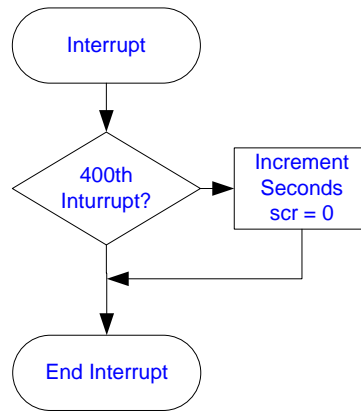 Interrupt
400th
Inturrupt?
Increment
Seconds
scr = 0
End Interrupt